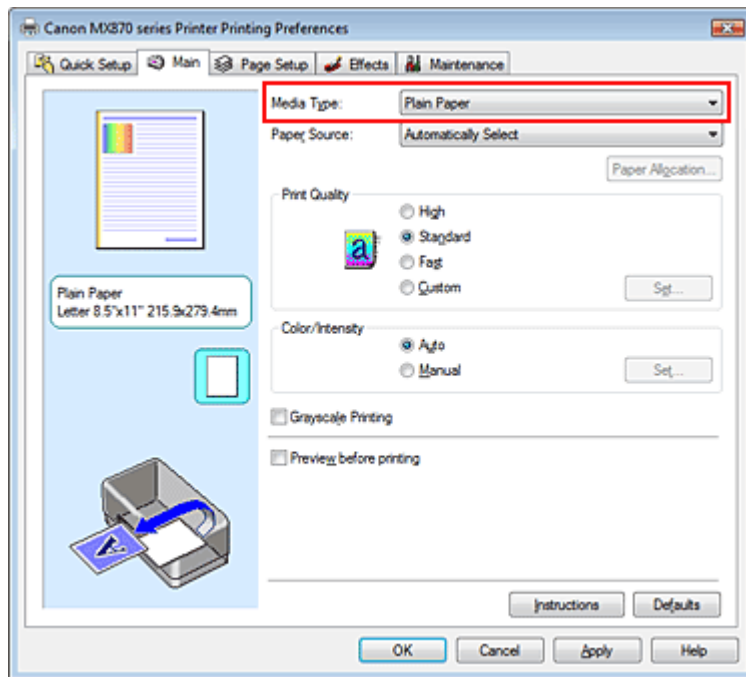 Canon MX870 series Printer Printing Preferences
Quick Setup Main Page Setup Effects Maintenance
Media Type: Plain Paper
Paper Source: Automatically Select
Paper Allocation...
Print Quality
High
a Standard
Fast
Custom Set...
Plain Paper
Letter 8.5"x11" 215.9x279.4mm
Color/Intensity
Auto
Manual Set...
Grayscale Printing
Preview before printing
A
Instructions Defaults
OK Cancel Apply Help